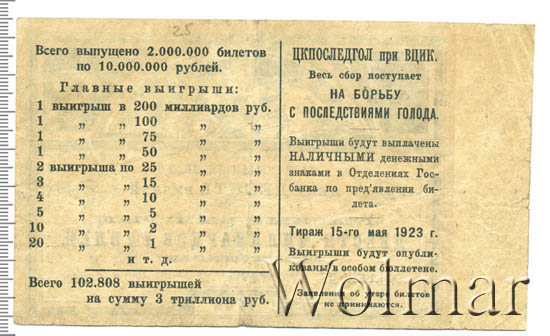 25
Всего выпущено 2.000.000 билетов
по 10.000.000 рублей.
Главные выигрыши:
1 выигрыш в 200 миллиардов руб.
1 „ „ 100 „ „
1 „ „ 75 „ „
1 „ „ 50 „ „
2 выигрыша по 25 „ „
3 „ „ 15 „ „
4 „ „ 10 „ „
5 „ „ 5 „ „
10 „ „ 2 „ „
20 „ „ 1 „ „
и т. д.
Всего 102.808 выигрышей
на сумму 3 триллиона руб.
ЦКПОСЛЕДГОЛ при ВЦИК.
Весь сбор поступает
НА БОРЬБУ
С ПОСЛЕДСТВИЯМИ ГОЛОДА.
Выигрыши будут выплачены
НАЛИЧНЫМИ денежными
знаками в Отделениях Гос-
банка по пред'явлении би-
лета.
Тираж 15-го мая 1923 г.
Выигрыши будут опубли-
кованы в особом бюллетене.
Заявления об утере билетов
не принимаются.
Wolmar